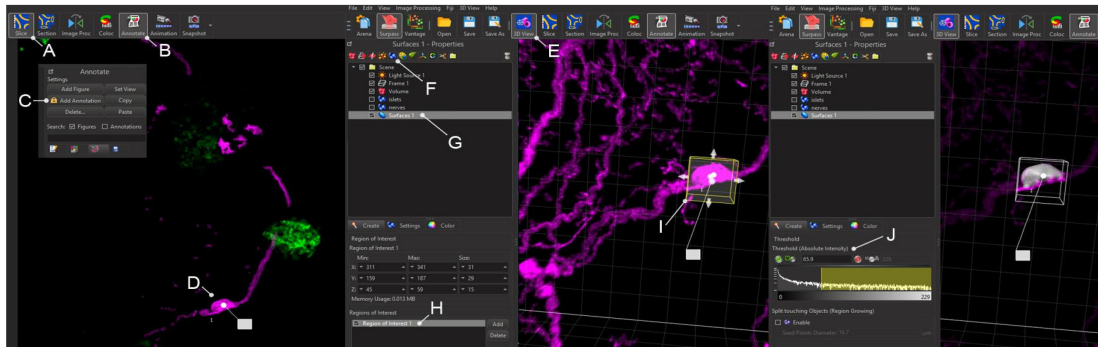 Slice Section Image Proc Coloc Annotate Animation Snapshot
A
B
Annotate
Settings
Add Figure Set View
C
Add Annotation Copy
Delete... Paste
Search: Figures Annotations
D
1
File Edit View Image Processing Fiji 3D View Help
Arena Surpass Vantage Open Save Save As
Surfaces 1 - Properties
F
Scene
Light Source 1
Frame 1
Volume
islets
nerves
Surfaces 1
G
Create Settings Color
Region of Interest
Region of Interest 1
Min: Max: Size:
X: 311 341 31
Y: 159 187 29
Z: 45 59 15
Memory Usage: 0.013 MB
H
Regions of Interest
Region of Interest 1 Add
Delete
3D View Slice Section Image Proc Coloc Annotate
E
I
File Edit View Image Processing Fiji 3D View Help
Arena Surpass Vantage Open Save Save As
Surfaces 1 - Properties
Scene
Light Source 1
Frame 1
Volume
islets
nerves
Surfaces 1
Create Settings Color
Threshold
Threshold (Absolute Intensity)
J
65.0
0 229
Split touching Objects (Region Growing)
Enable
3D View Slice Section Image Proc Coloc Annotate